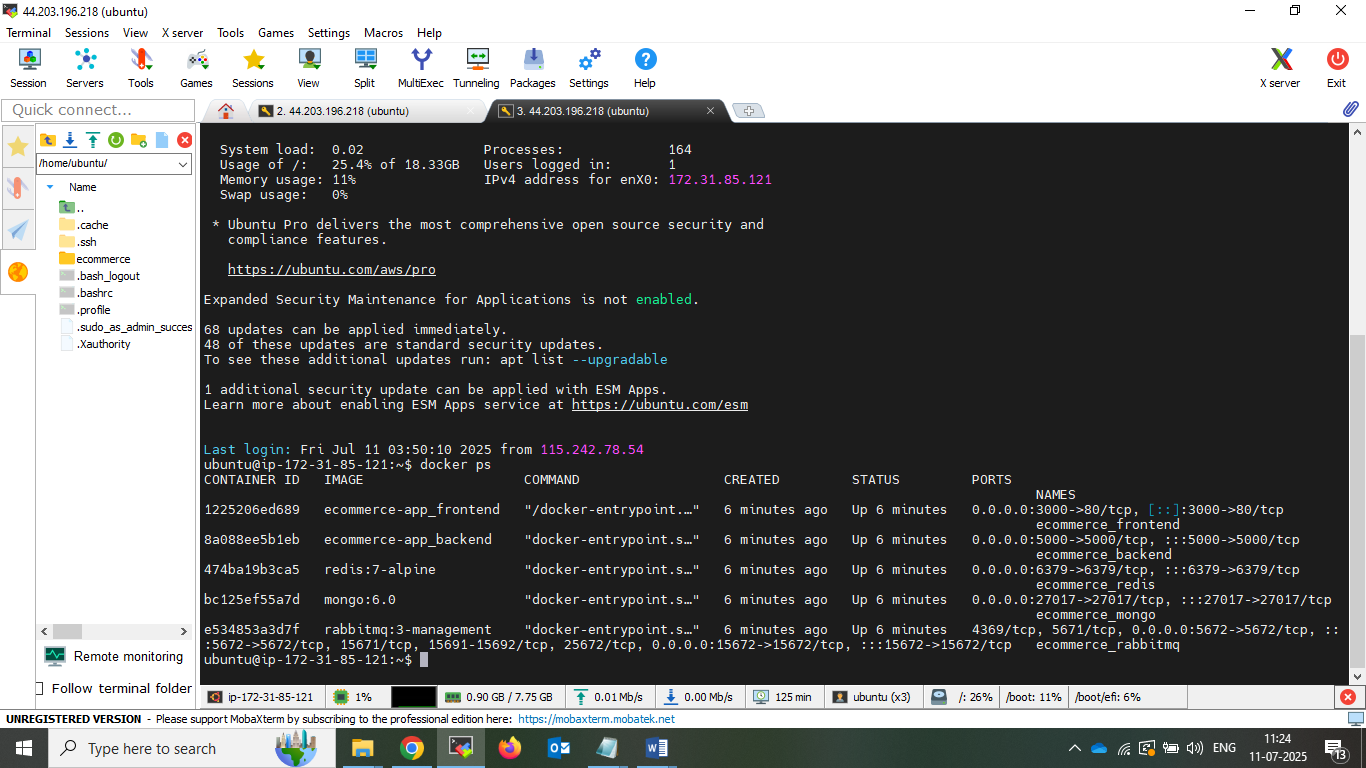 44.203.196.218 (ubuntu)
Terminal Sessions View X server Tools Games Settings Macros Help
Session Servers Tools Games Sessions View Split MultiExec Tunneling Packages Settings Help X server Exit
Quick connect...
2. 44.203.196.218 (ubuntu)
3. 44.203.196.218 (ubuntu)
/home/ubuntu/
Name
..
.cache
.ssh
ecommerce
.bash_logout
.bashrc
.profile
.sudo_as_admin_succes
.Xauthority
Remote monitoring
Follow terminal folder
System load: 0.02 Processes: 164
Usage of /: 25.4% of 18.33GB Users logged in: 1
Memory usage: 11% IPv4 address for enX0: 172.31.85.121
Swap usage: 0%
* Ubuntu Pro delivers the most comprehensive open source security and
compliance features.
https://ubuntu.com/aws/pro
Expanded Security Maintenance for Applications is not enabled.
68 updates can be applied immediately.
48 of these updates are standard security updates.
To see these additional updates run: apt list --upgradable
1 additional security update can be applied with ESM Apps.
Learn more about enabling ESM Apps service at https://ubuntu.com/esm
Last login: Fri Jul 11 03:50:10 2025 from 115.242.78.54
ubuntu@ip-172-31-85-121:~$ docker ps
CONTAINER ID IMAGE COMMAND CREATED STATUS PORTS
NAMES
1225206ed689 ecommerce-app_frontend "/docker-entrypoint.…" 6 minutes ago Up 6 minutes 0.0.0.0:3000->80/tcp, [::]:3000->80/tcp
ecommerce_frontend
8a088ee5b1eb ecommerce-app_backend "docker-entrypoint.s…" 6 minutes ago Up 6 minutes 0.0.0.0:5000->5000/tcp, :::5000->5000/tcp
ecommerce_backend
474ba19b3ca5 redis:7-alpine "docker-entrypoint.s…" 6 minutes ago Up 6 minutes 0.0.0.0:6379->6379/tcp, :::6379->6379/tcp
ecommerce_redis
bc125ef55a7d mongo:6.0 "docker-entrypoint.s…" 6 minutes ago Up 6 minutes 0.0.0.0:27017->27017/tcp, :::27017->27017/tcp
ecommerce_mongo
e534853a3d7f rabbitmq:3-management "docker-entrypoint.s…" 6 minutes ago Up 6 minutes 4369/tcp, 5671/tcp, 0.0.0.0:5672->5672/tcp, ::
:5672->5672/tcp, 15671/tcp, 15691-15692/tcp, 25672/tcp, 0.0.0.0:15672->15672/tcp, :::15672->15672/tcp ecommerce_rabbitmq
ubuntu@ip-172-31-85-121:~$
ip-172-31-85-121 1% 0.90 GB / 7.75 GB 0.01 Mb/s 0.00 Mb/s 125 min ubuntu (x3) /: 26% /boot: 11% /boot/efi: 6%
UNREGISTERED VERSION - Please support MobaXterm by subscribing to the professional edition here: https://mobaxterm.mobatek.net
Type here to search
ENG
11:24
11-07-2025
13